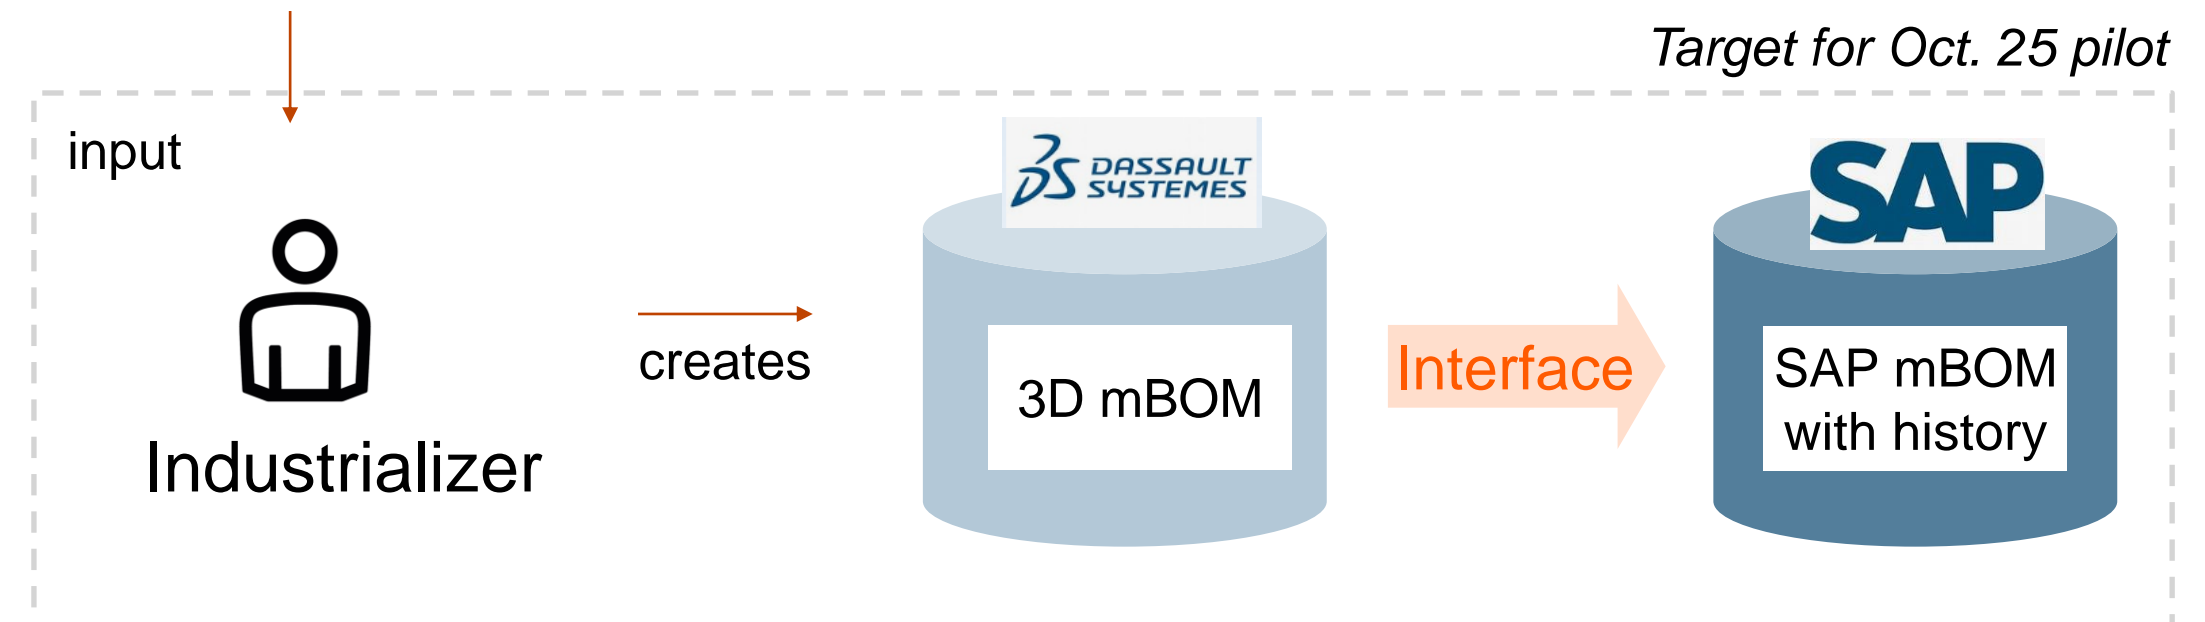 Target for Oct. 25 pilot
input
DASSAULT
SYSTEMES
SAP
creates
3D mBOM
Interface
SAP mBOM
with history
Industrializer